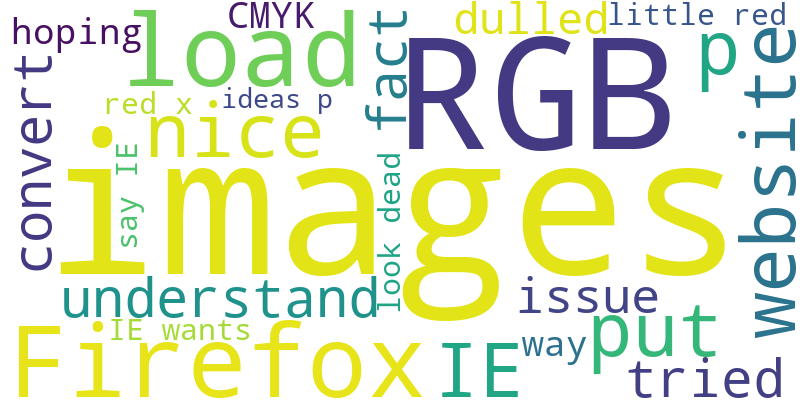 CMYK
dulled
little red
hoping
load
fact
RGB
p
website
convert
red x
ideas p
nice
say IE
images
look dead
understand
issue
IE wants
Firefox
IE
way
put
tried